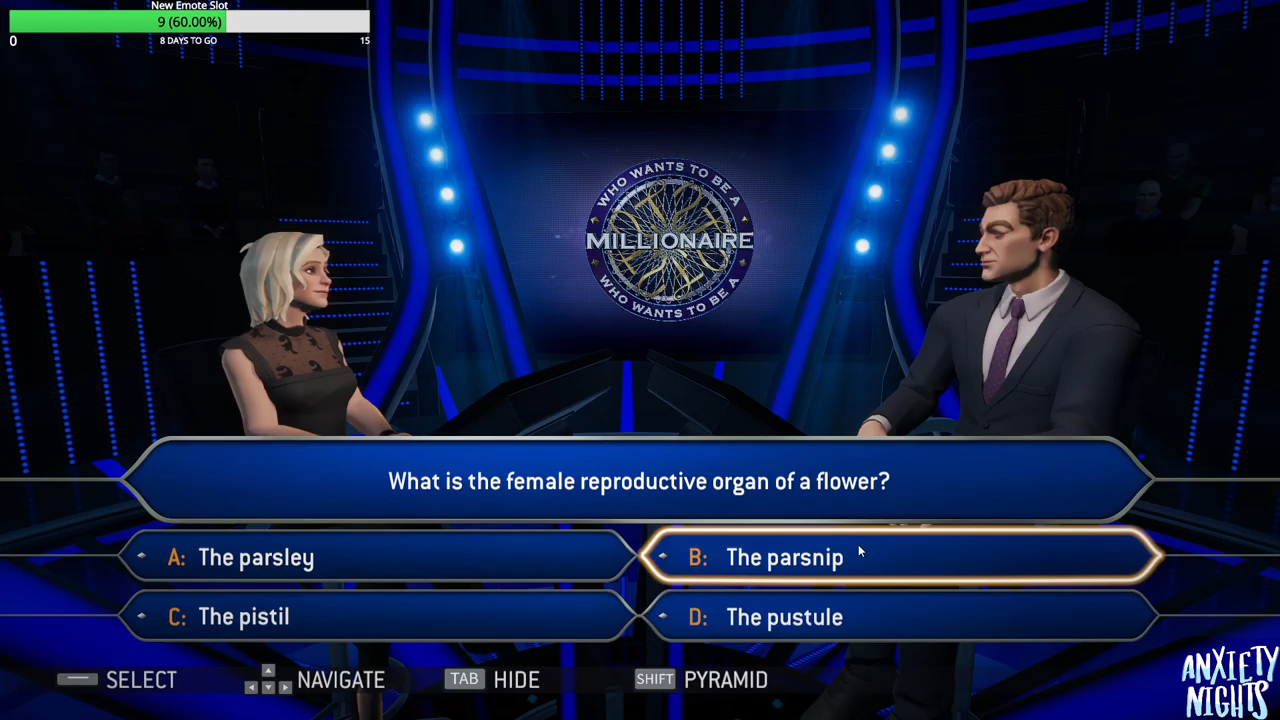 New Emote Slot
9 (60.00%)
0
8 DAYS TO GO
15
WHO WANTS TO BE A
MILLIONAIRE
WHO WANTS TO BE A
What is the female reproductive organ of a flower?
A: The parsley
B: The parsnip
C: The pistil
D: The pustule
SELECT
NAVIGATE
TAB HIDE
SHIFT PYRAMID
ANXIETY
NIGHTS